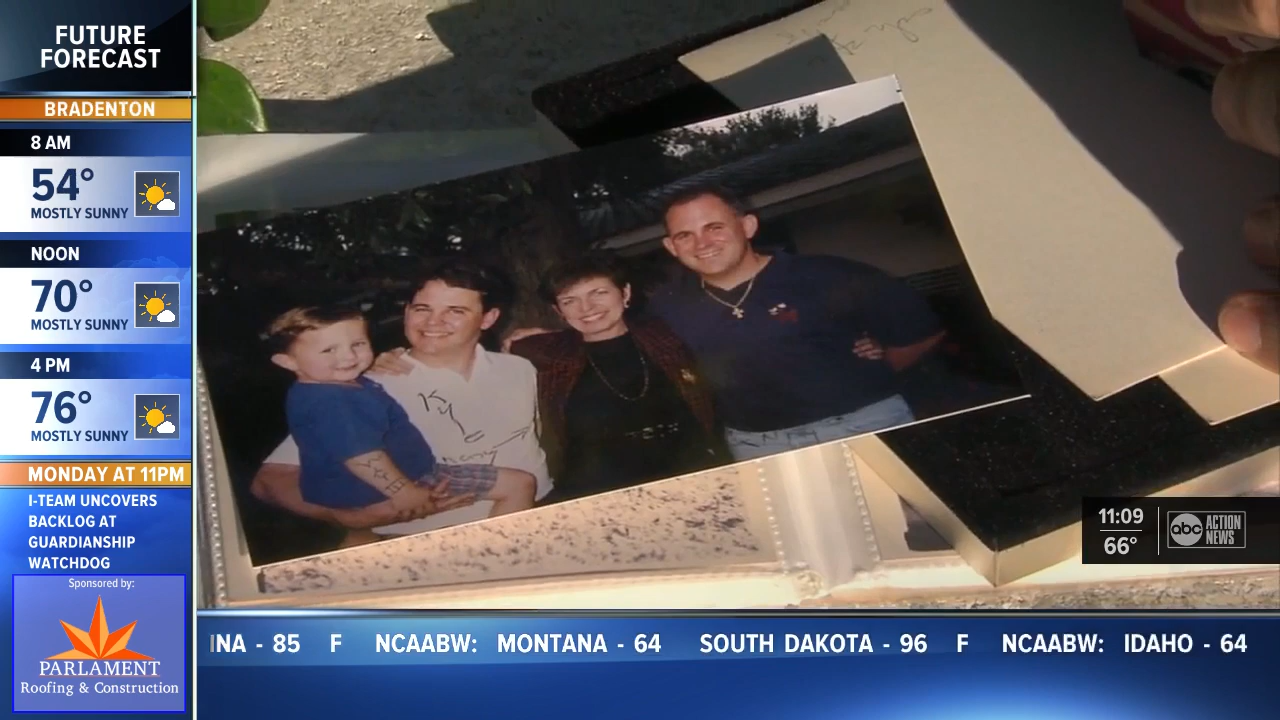 FUTURE
FORECAST
BRADENTON
8 AM
54°
MOSTLY SUNNY
NOON
70°
MOSTLY SUNNY
4 PM
76°
MOSTLY SUNNY
MONDAY AT 11PM
I-TEAM UNCOVERS
BACKLOG AT
GUARDIANSHIP
WATCHDOG
Sponsored by:
PARLAMENT
Roofing & Construction
11:09
66°
abc
ACTION
NEWS
INA - 85 F NCAABW: MONTANA - 64 SOUTH DAKOTA - 96 F NCAABW: IDAHO - 64